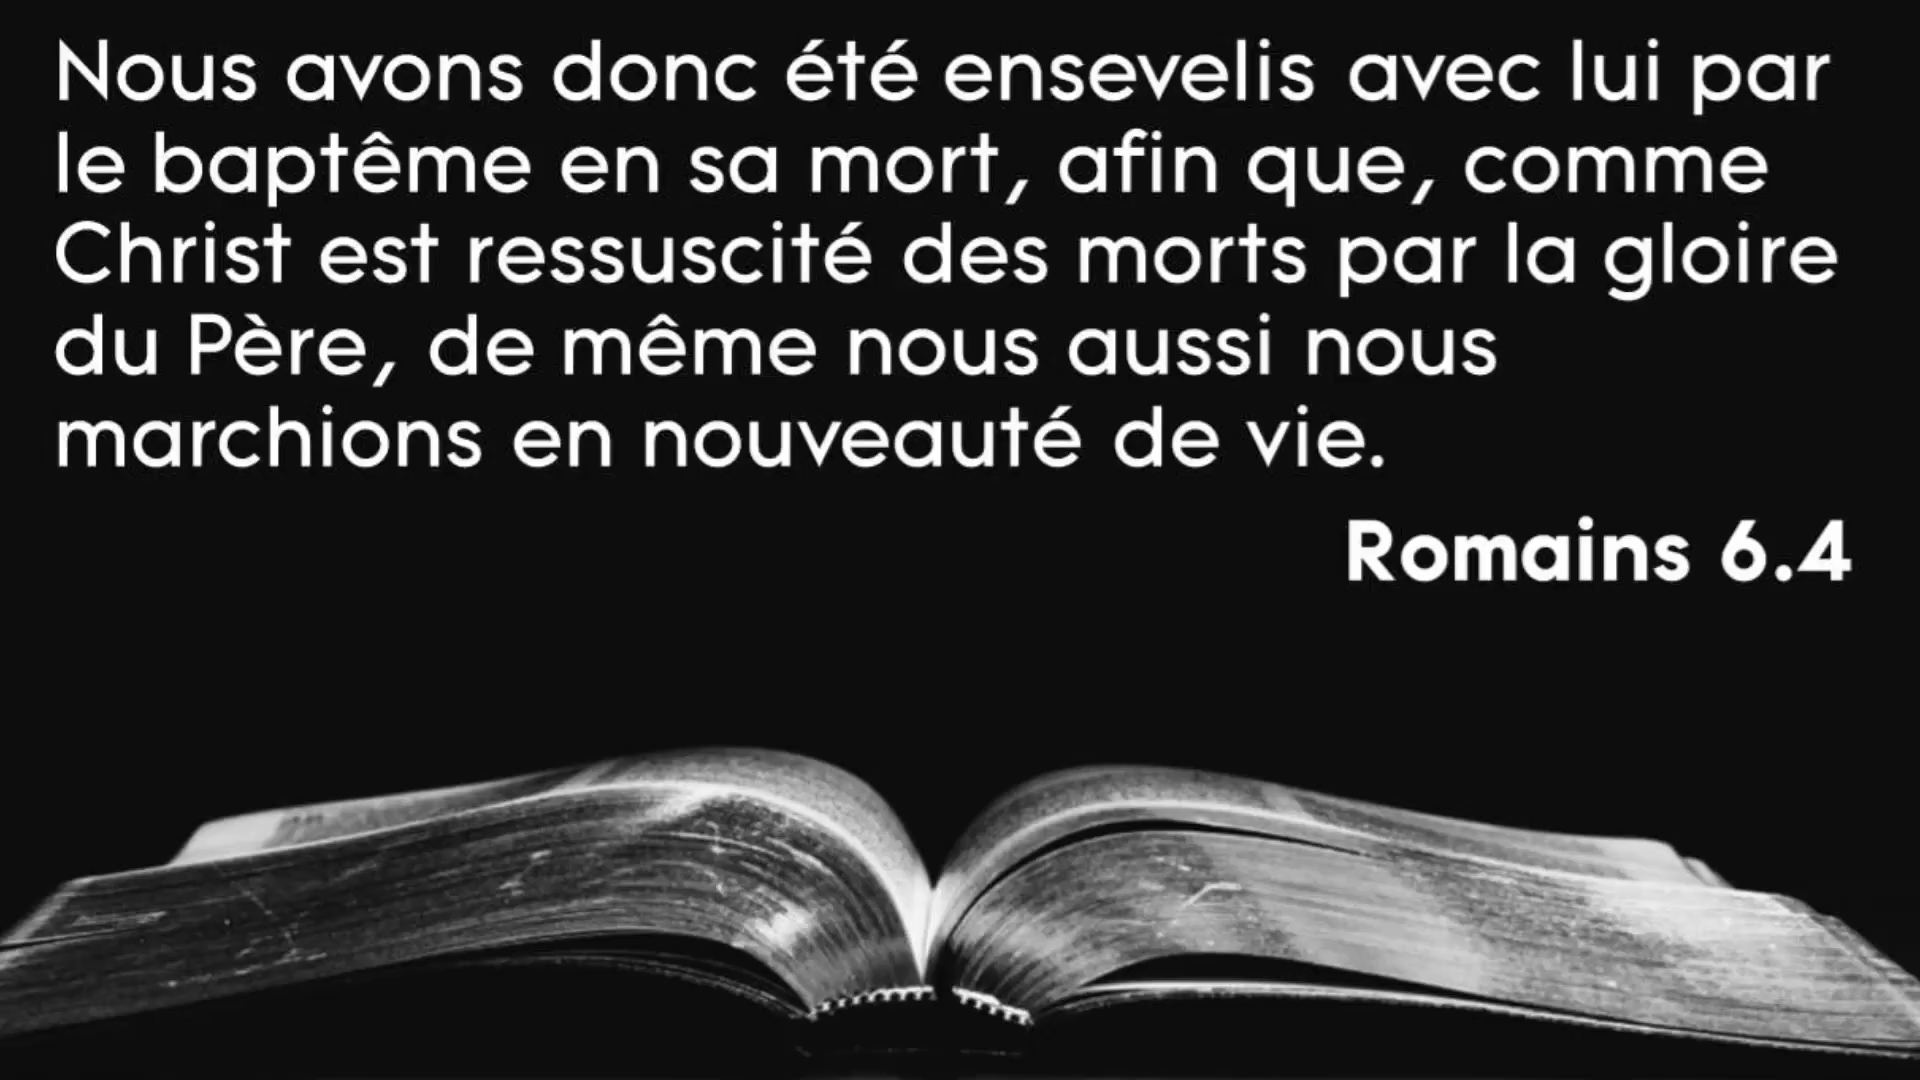 Nous avons donc été ensevelis avec lui par
le baptême en sa mort, afin que, comme
Christ est ressuscité des morts par la gloire
du Père, de même nous aussi nous
marchions en nouveauté de vie.
Romains 6.4